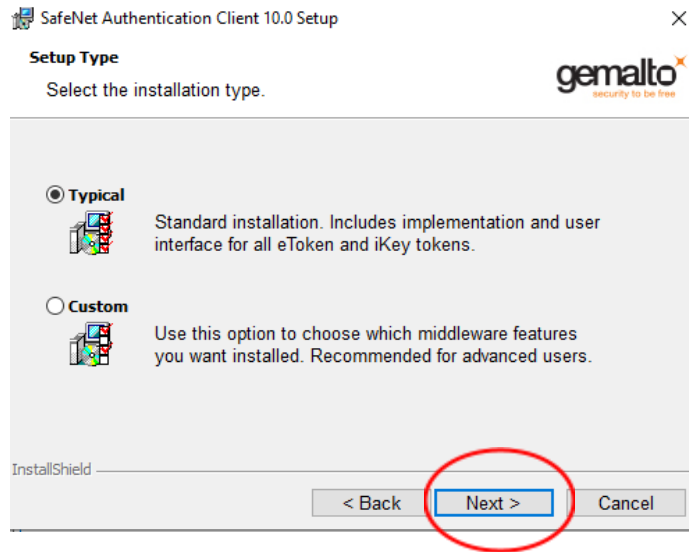 SafeNet Authentication Client 10.0 Setup
Setup Type
Select the installation type.
gemalto
security to be free
Typical
Standard installation. Includes implementation and user
interface for all eToken and iKey tokens.
Custom
Use this option to choose which middleware features
you want installed. Recommended for advanced users.
InstallShield
< Back
Next >
Cancel